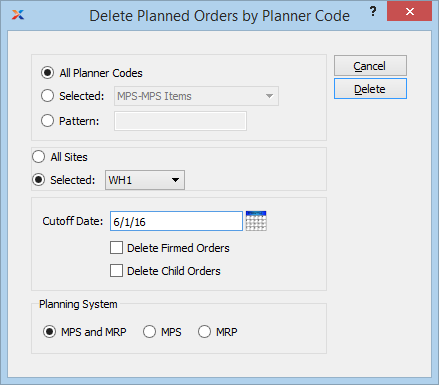 Delete Planned Orders by Planner Code
? ×
All Planner Codes
Cancel
Selected: MPS-MPS Items
Delete
Pattern:
All Sites
Selected: WH1
Cutoff Date: 6/1/16
Delete Firmed Orders
Delete Child Orders
Planning System
MPS and MRP MPS MRP